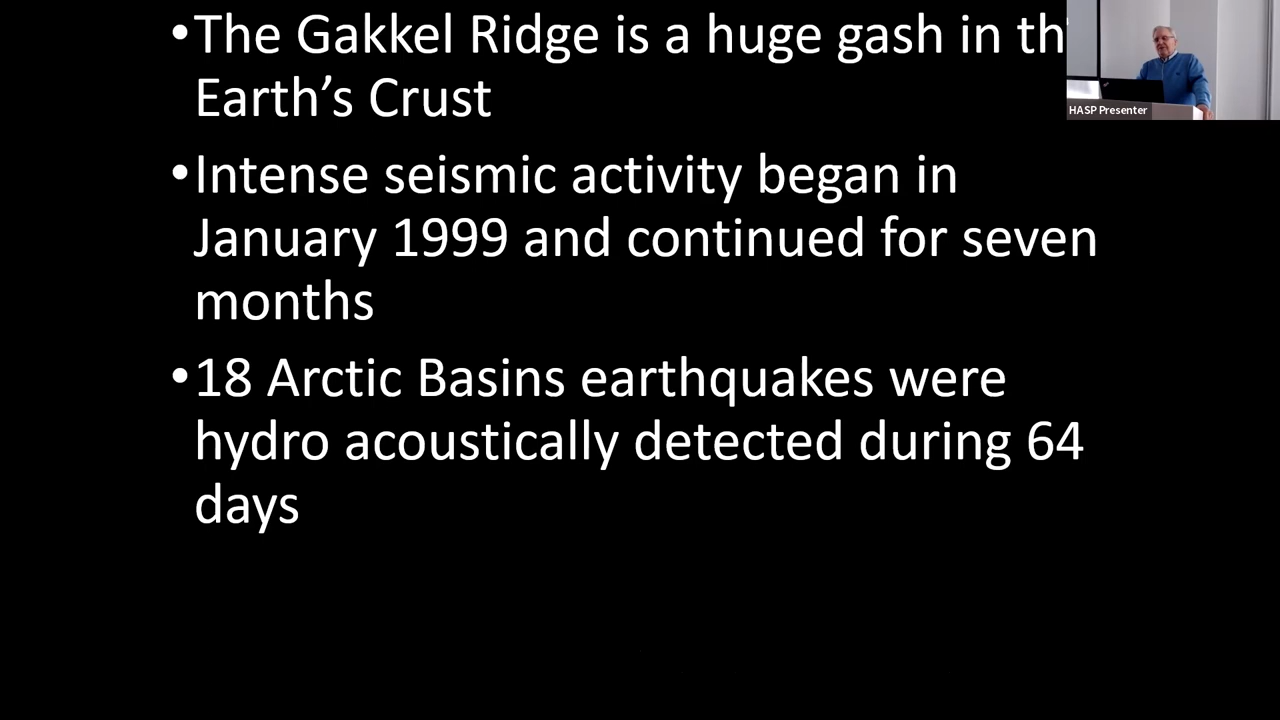 •The Gakkel Ridge is a huge gash in th
Earth’s Crust
•Intense seismic activity began in
January 1999 and continued for seven
months
•18 Arctic Basins earthquakes were
hydro acoustically detected during 64
days
HASP Presenter